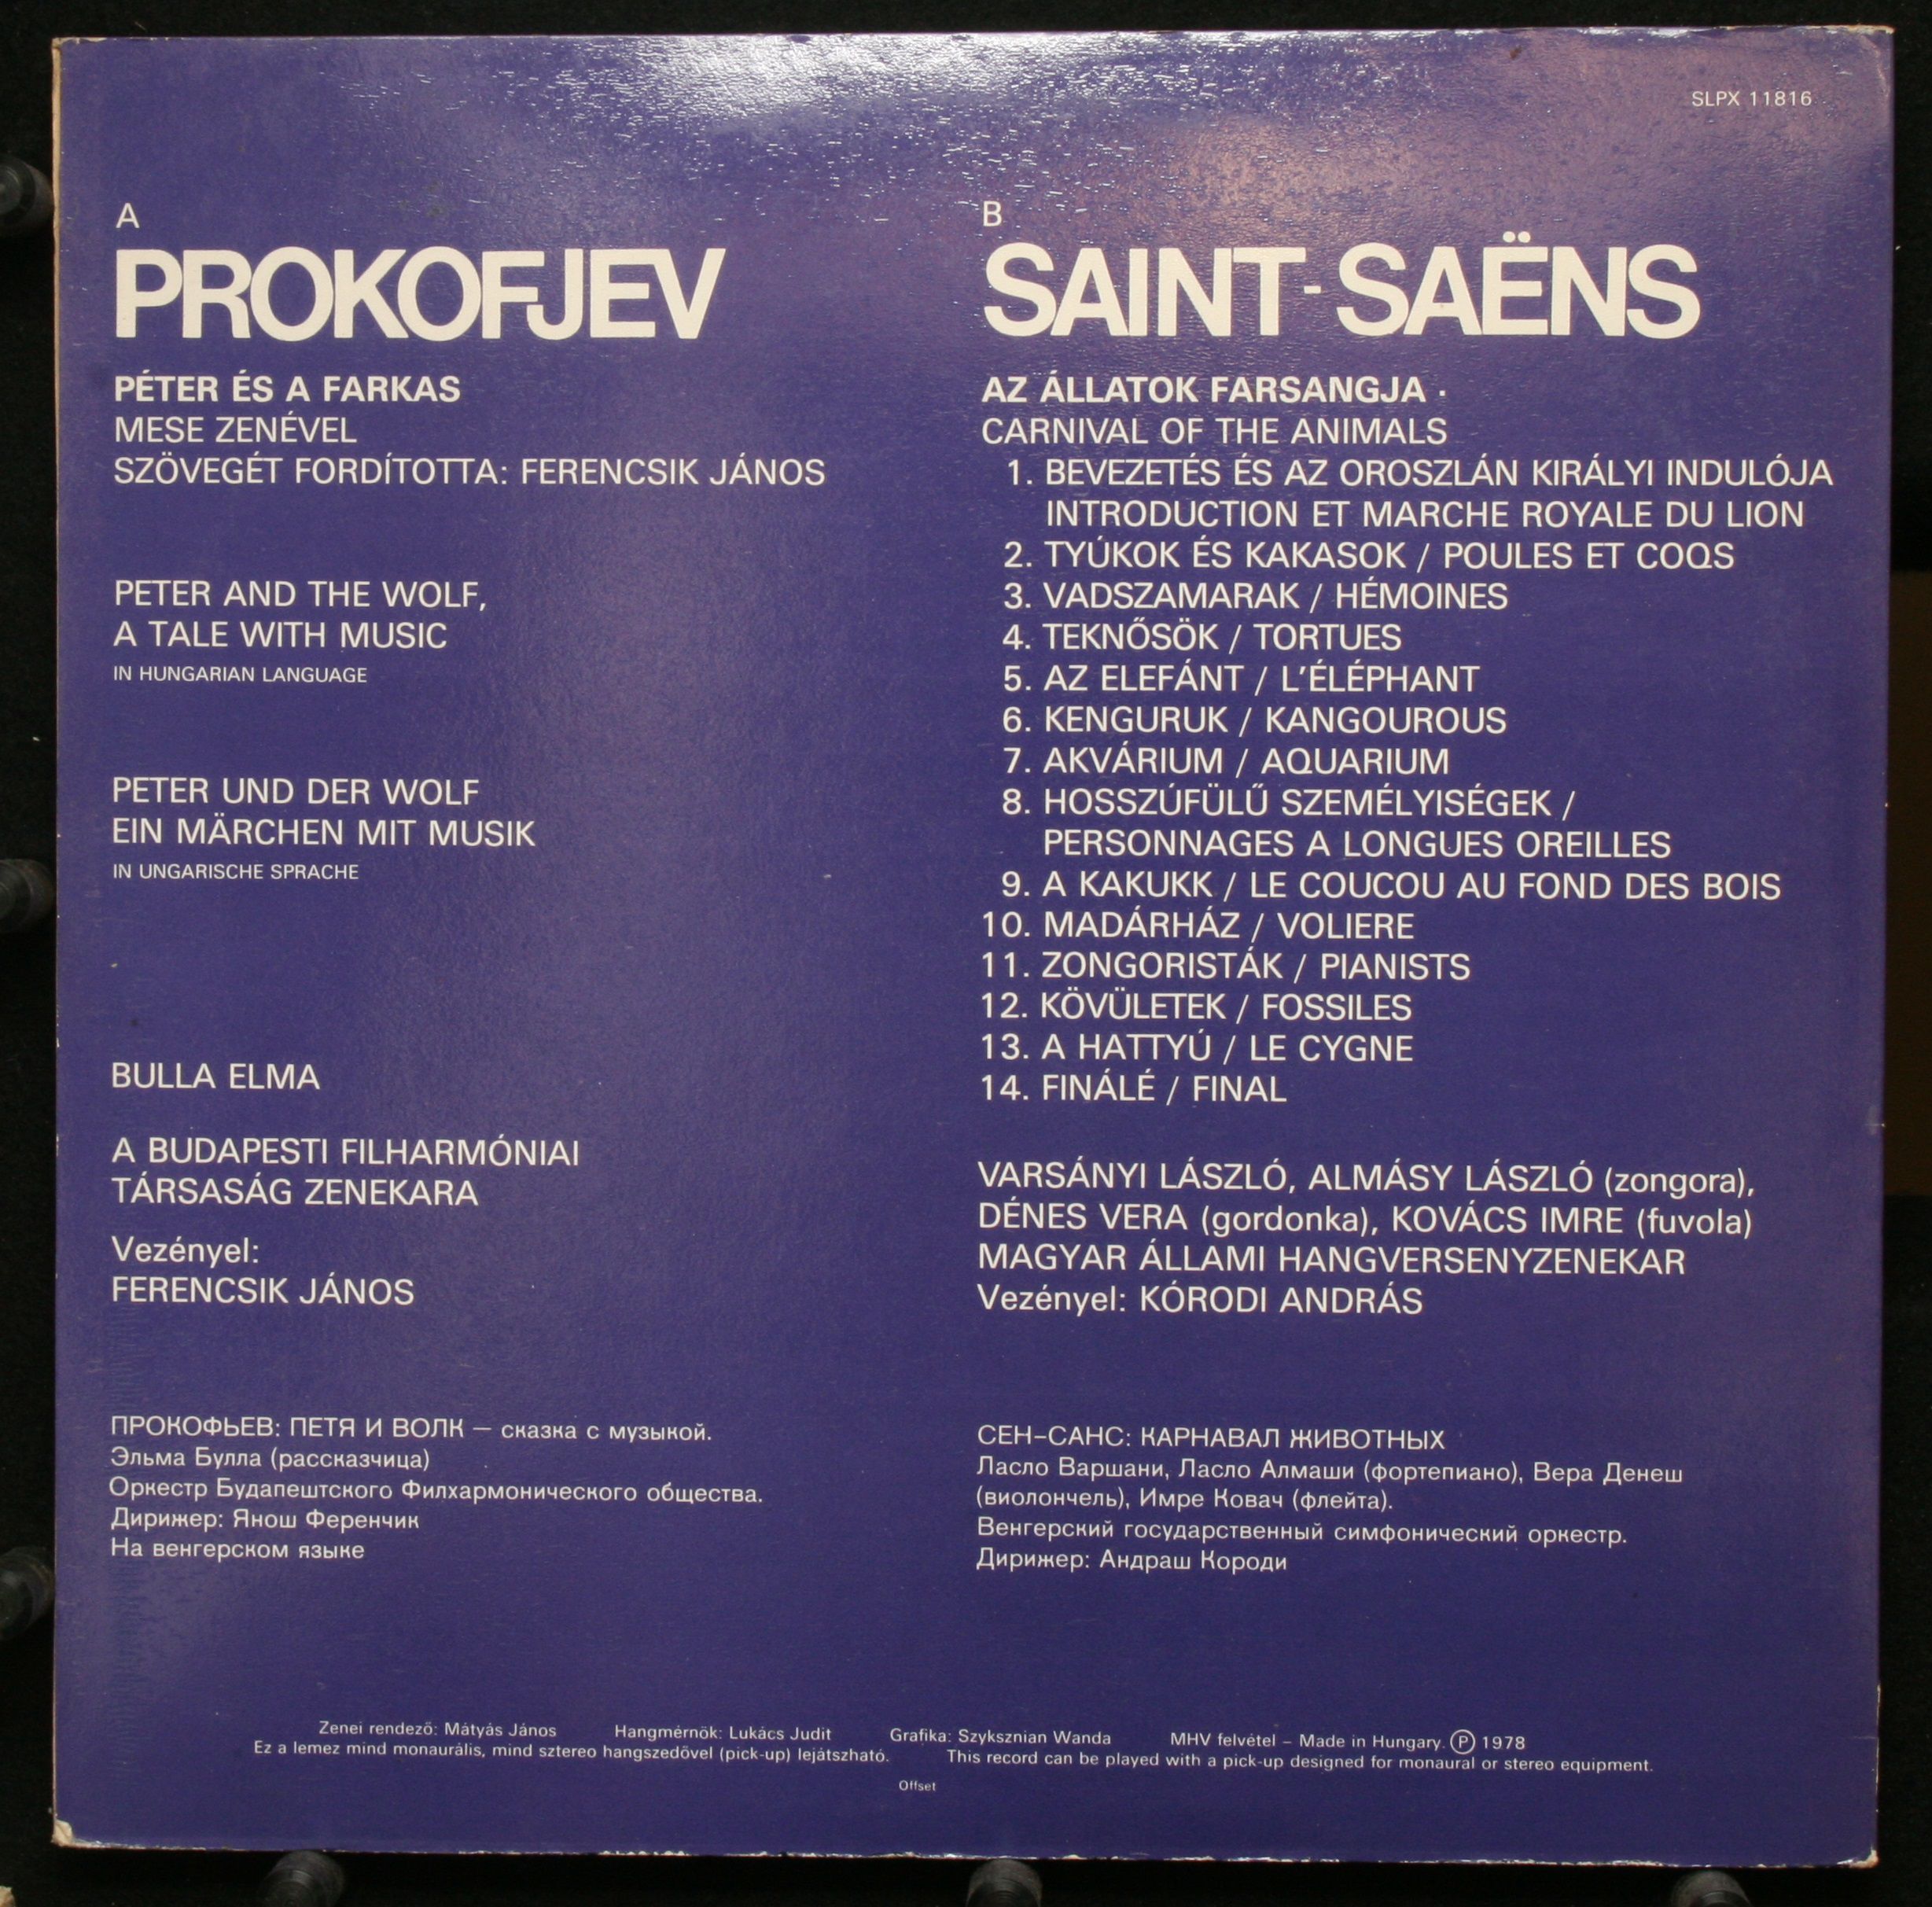 SLPX 11816
A
PROKOFJEV
PÉTER ÉS A FARKAS
MESE ZENÉVEL
SZÖVEGÉT FORDÍTOTTA: FERENCSIK JÁNOS
PETER AND THE WOLF,
A TALE WITH MUSIC
IN HUNGARIAN LANGUAGE
PETER UND DER WOLF
EIN MÄRCHEN MIT MUSIK
IN UNGARISCHE SPRACHE
BULLA ELMA
A BUDAPESTI FILHARMÓNIAI
TÁRSASÁG ZENEKARA
Vezényel:
FERENCSIK JÁNOS
ПРОКОФЬЕВ: ПЕТЯ И ВОЛК — сказка с музыкой.
Эльма Булла (рассказчица)
Оркестр Будапештского Филхармонического общества.
Дирижер: Янош Ференчик
На венгерском языке
B
SAINT-SAËNS
AZ ÁLLATOK FARSANGJA ·
CARNIVAL OF THE ANIMALS
1. BEVEZETÉS ÉS AZ OROSZLÁN KIRÁLYI INDULÓJA
INTRODUCTION ET MARCHE ROYALE DU LION
2. TYÚKOK ÉS KAKASOK / POULES ET COQS
3. VADSZAMARAK / HÉMOINES
4. TEKNŐSÖK / TORTUES
5. AZ ELEFÁNT / L'ÉLÉPHANT
6. KENGURUK / KANGOUROUS
7. AKVÁRIUM / AQUARIUM
8. HOSSZÚFÜLŰ SZEMÉLYISÉGEK /
PERSONNAGES A LONGUES OREILLES
9. A KAKUKK / LE COUCOU AU FOND DES BOIS
10. MADÁRHÁZ / VOLIERE
11. ZONGORISTÁK / PIANISTS
12. KÖVÜLETEK / FOSSILES
13. A HATTYÚ / LE CYGNE
14. FINÁLÉ / FINAL
VARSÁNYI LÁSZLÓ, ALMÁSY LÁSZLÓ (zongora),
DÉNES VERA (gordonka), KOVÁCS IMRE (fuvola)
MAGYAR ÁLLAMI HANGVERSENYZENEKAR
Vezényel: KÓRODI ANDRÁS
СЕН-САНС: КАРНАВАЛ ЖИВОТНЫХ
Ласло Варшани, Ласло Алмаши (фортепиано), Вера Денеш
(виолончель), Имре Ковач (флейта).
Венгерский государственный симфонический оркестр.
Дирижер: Андраш Короди
Zenei rendező: Mátyás János Hangmérnök: Lukács Judit Grafika: Szyksznian Wanda MHV felvétel – Made in Hungary. Ⓟ 1978
Ez a lemez mind monaurális, mind sztereo hangszedővel (pick-up) lejátszható. This record can be played with a pick-up designed for monaural or stereo equipment.
Offset